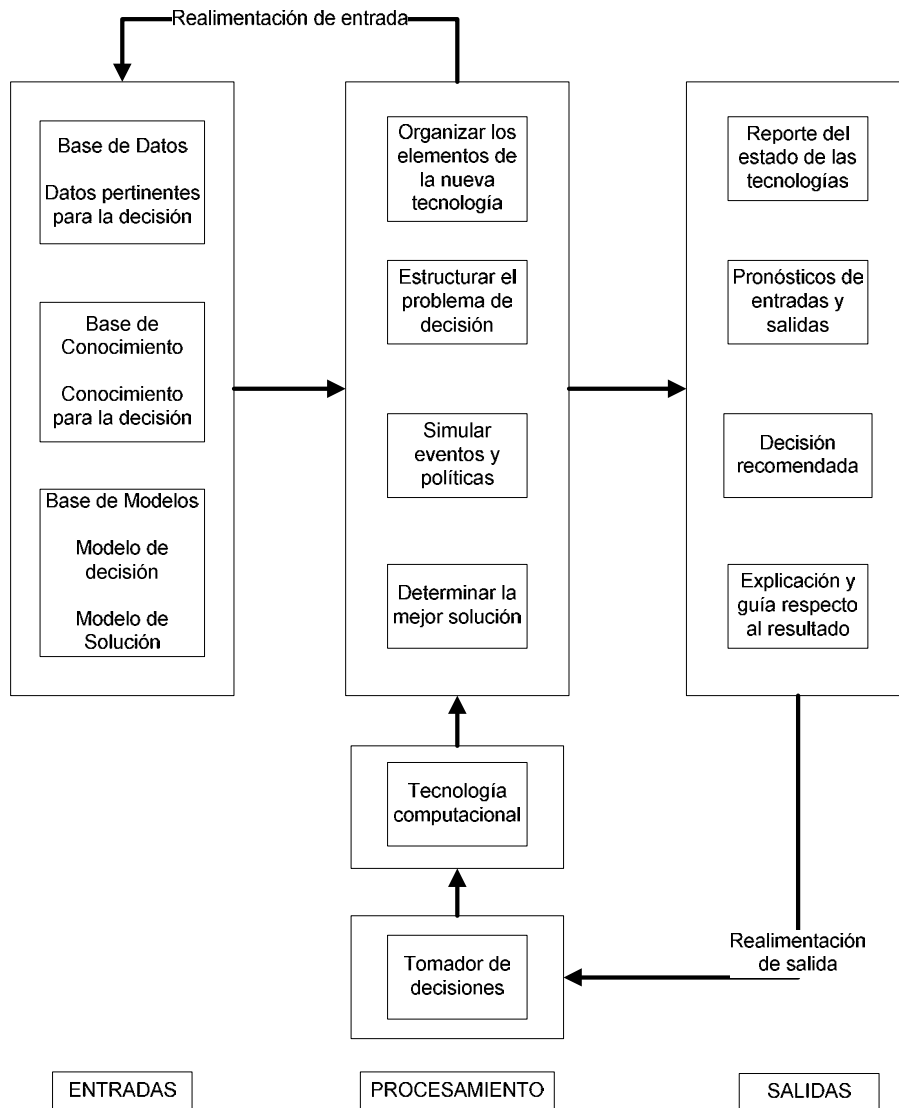 Realimentación de entrada
Base de Datos
Datos pertinentes
para la decisión
Base de
Conocimiento
Conocimiento
para la decisión
Base de Modelos
Modelo de
decisión
Modelo de
Solución
Organizar los
elementos de
la nueva
tecnología
Estructurar el
problema de
decisión
Simular
eventos y
políticas
Determinar la
mejor solución
Reporte del
estado de las
tecnologías
Pronósticos de
entradas y
salidas
Decisión
recomendada
Explicación y
guía respecto
al resultado
Tecnología
computacional
Tomador de
decisiones
Realimentación
de salida
ENTRADAS
PROCESAMIENTO
SALIDAS